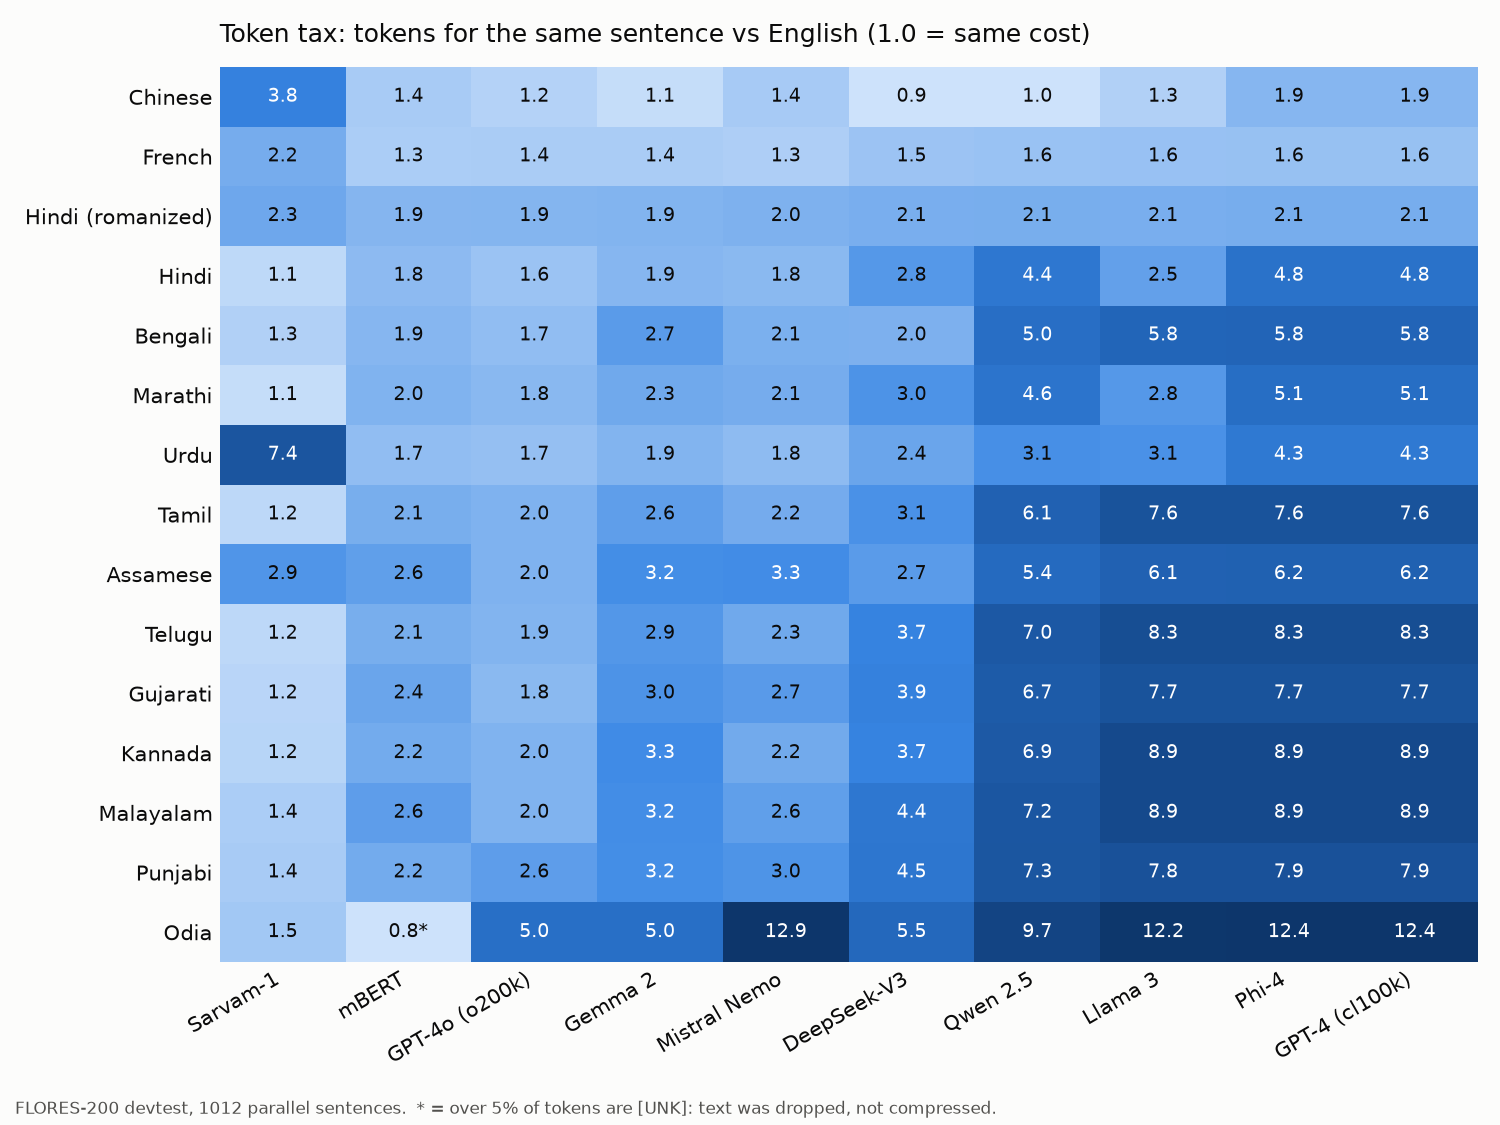 Token tax: tokens for the same sentence vs English (1.0 = same cost)
Chinese 3.8 1.4 1.2 1.1 1.4 0.9 1.0 1.3 1.9 1.9
French 2.2 1.3 1.4 1.4 1.3 1.5 1.6 1.6 1.6 1.6
Hindi (romanized) 2.3 1.9 1.9 1.9 2.0 2.1 2.1 2.1 2.1 2.1
Hindi 1.1 1.8 1.6 1.9 1.8 2.8 4.4 2.5 4.8 4.8
Bengali 1.3 1.9 1.7 2.7 2.1 2.0 5.0 5.8 5.8 5.8
Marathi 1.1 2.0 1.8 2.3 2.1 3.0 4.6 2.8 5.1 5.1
Urdu 7.4 1.7 1.7 1.9 1.8 2.4 3.1 3.1 4.3 4.3
Tamil 1.2 2.1 2.0 2.6 2.2 3.1 6.1 7.6 7.6 7.6
Assamese 2.9 2.6 2.0 3.2 3.3 2.7 5.4 6.1 6.2 6.2
Telugu 1.2 2.1 1.9 2.9 2.3 3.7 7.0 8.3 8.3 8.3
Gujarati 1.2 2.4 1.8 3.0 2.7 3.9 6.7 7.7 7.7 7.7
Kannada 1.2 2.2 2.0 3.3 2.2 3.7 6.9 8.9 8.9 8.9
Malayalam 1.4 2.6 2.0 3.2 2.6 4.4 7.2 8.9 8.9 8.9
Punjabi 1.4 2.2 2.6 3.2 3.0 4.5 7.3 7.8 7.9 7.9
Odia 1.5 0.8* 5.0 5.0 12.9 5.5 9.7 12.2 12.4 12.4
Sarvam-1 mBERT GPT-4o (o200k) Gemma 2 Mistral Nemo DeepSeek-V3 Qwen 2.5 Llama 3 Phi-4 GPT-4 (cl100k)
FLORES-200 devtest, 1012 parallel sentences.  * = over 5% of tokens are [UNK]: text was dropped, not compressed.